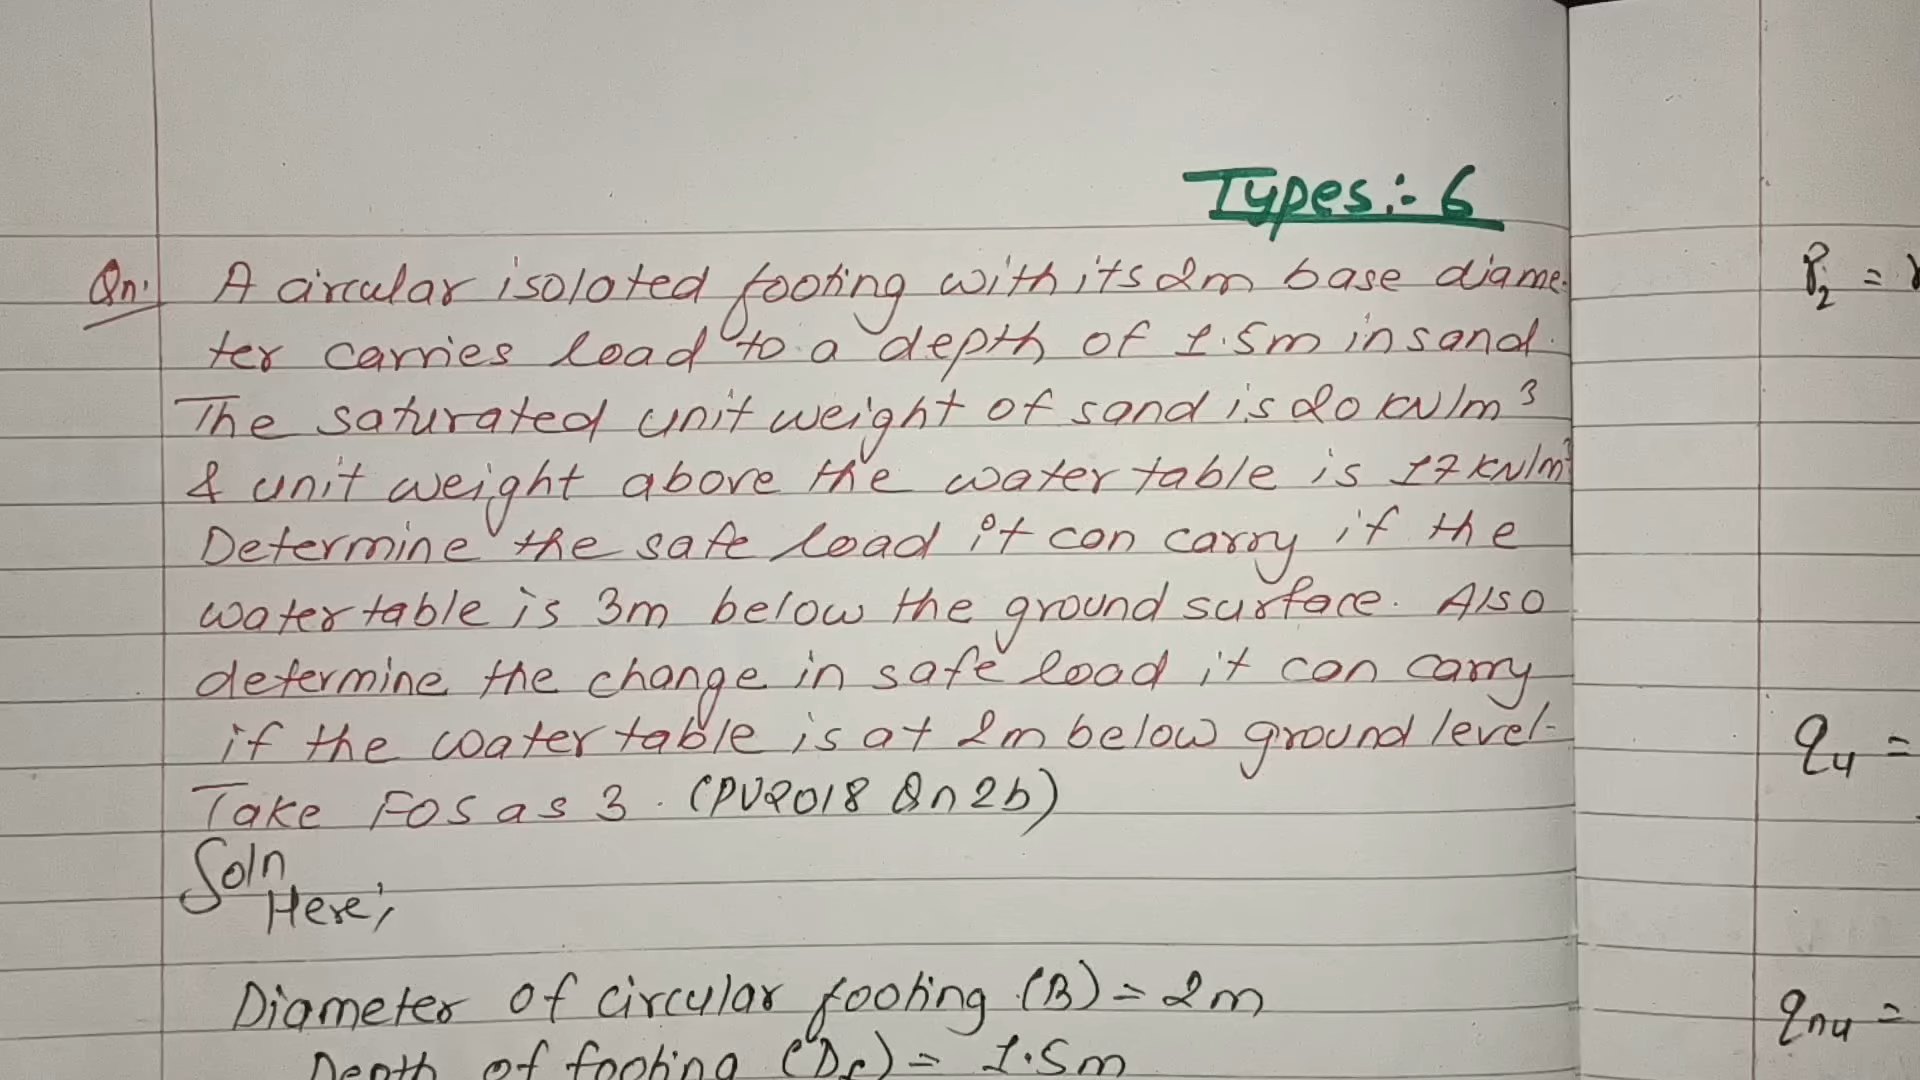 Types:- 6
Qn. A circular isolated footing with its 2m base diame-
ter carries load to a depth of 1.5m in sand.
The saturated unit weight of sand is 20 kN/m³
& unit weight above the water table is 17 kN/m³
Determine the safe load it can carry if the
water table is 3m below the ground surface. Also
determine the change in safe load it can carry
if the water table is at 2m below ground level.
Take FOS as 3. (PU2018 Qn2b)
Soln
Here;
Diameter of circular footing (B) = 2m
Depth of footing (Df) = 1.5m
P₂ =
qu =
qnu =